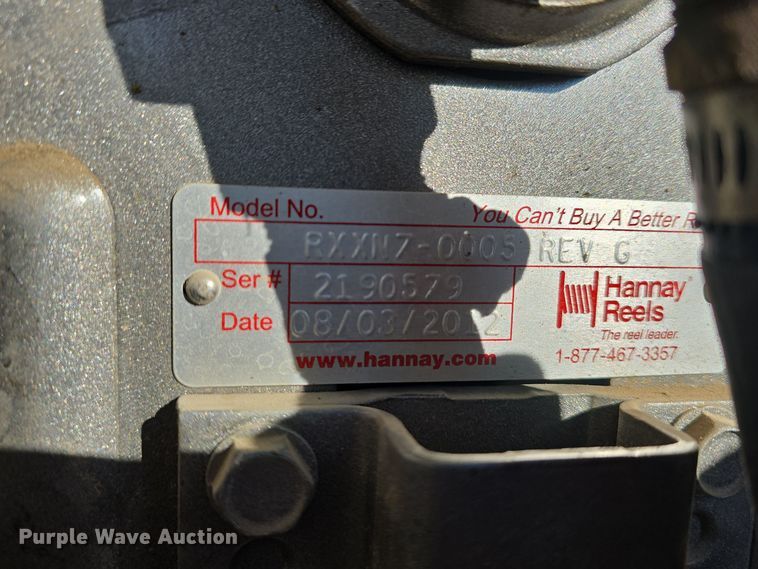 Model No.
You Can't Buy A Better
RXXN7-0005 REV G
Ser # 2190579
Hannay
Reels
The reel leader.
Date 08/03/2012
www.hannay.com
1-877-467-3357
Purple Wave Auction